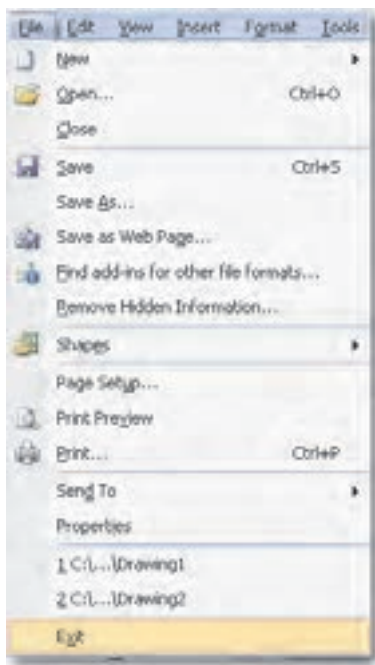 File Edit View Insert Format Tools
New
Open... Ctrl+O
Close
Save Ctrl+S
Save As...
Save as Web Page...
Find add-ins for other file formats...
Remove Hidden Information...
Shapes
Page Setup...
Print Preview
Print... Ctrl+P
Send To
Properties
1 C:\...\Drawing1
2 C:\...\Drawing2
Exit